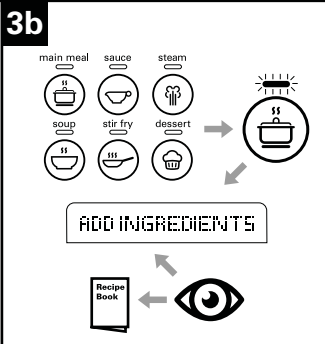 3b
main meal sauce steam
soup stir fry dessert
ADD INGREDIENTS
Recipe
Book